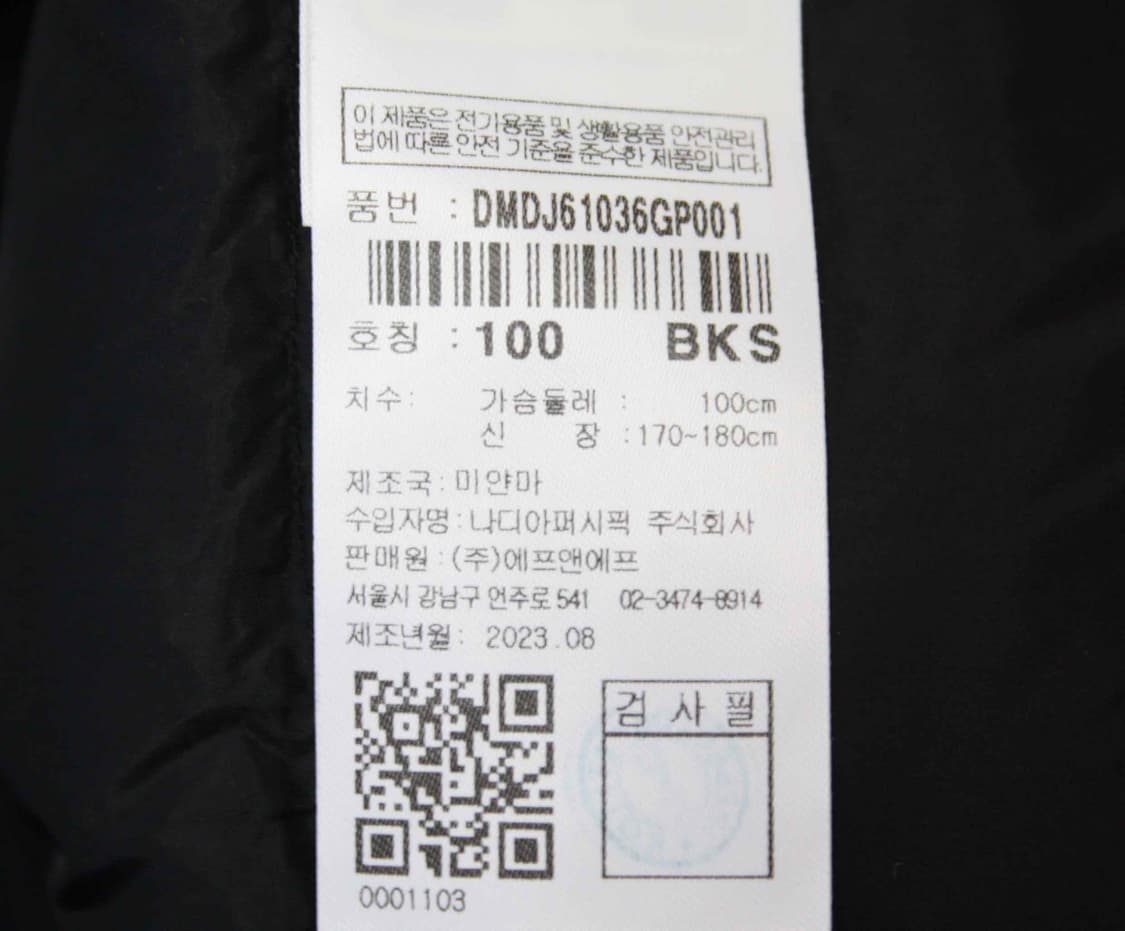 이 제품은 전기용품 및 생활용품 안전관리
법에 따른 안전 기준을 준수한 제품입니다.
품번 : DMDJ61036GP001
호칭 : 100 BKS
치수: 가슴둘레 : 100cm
신 장 : 170~180cm
제조국: 미얀마
수입자명: 나디아퍼시픽 주식회사
판매원 : (주)에프앤에프
서울시 강남구 언주로 541 02-3474-8914
제조년월: 2023.08
검사필
0001103